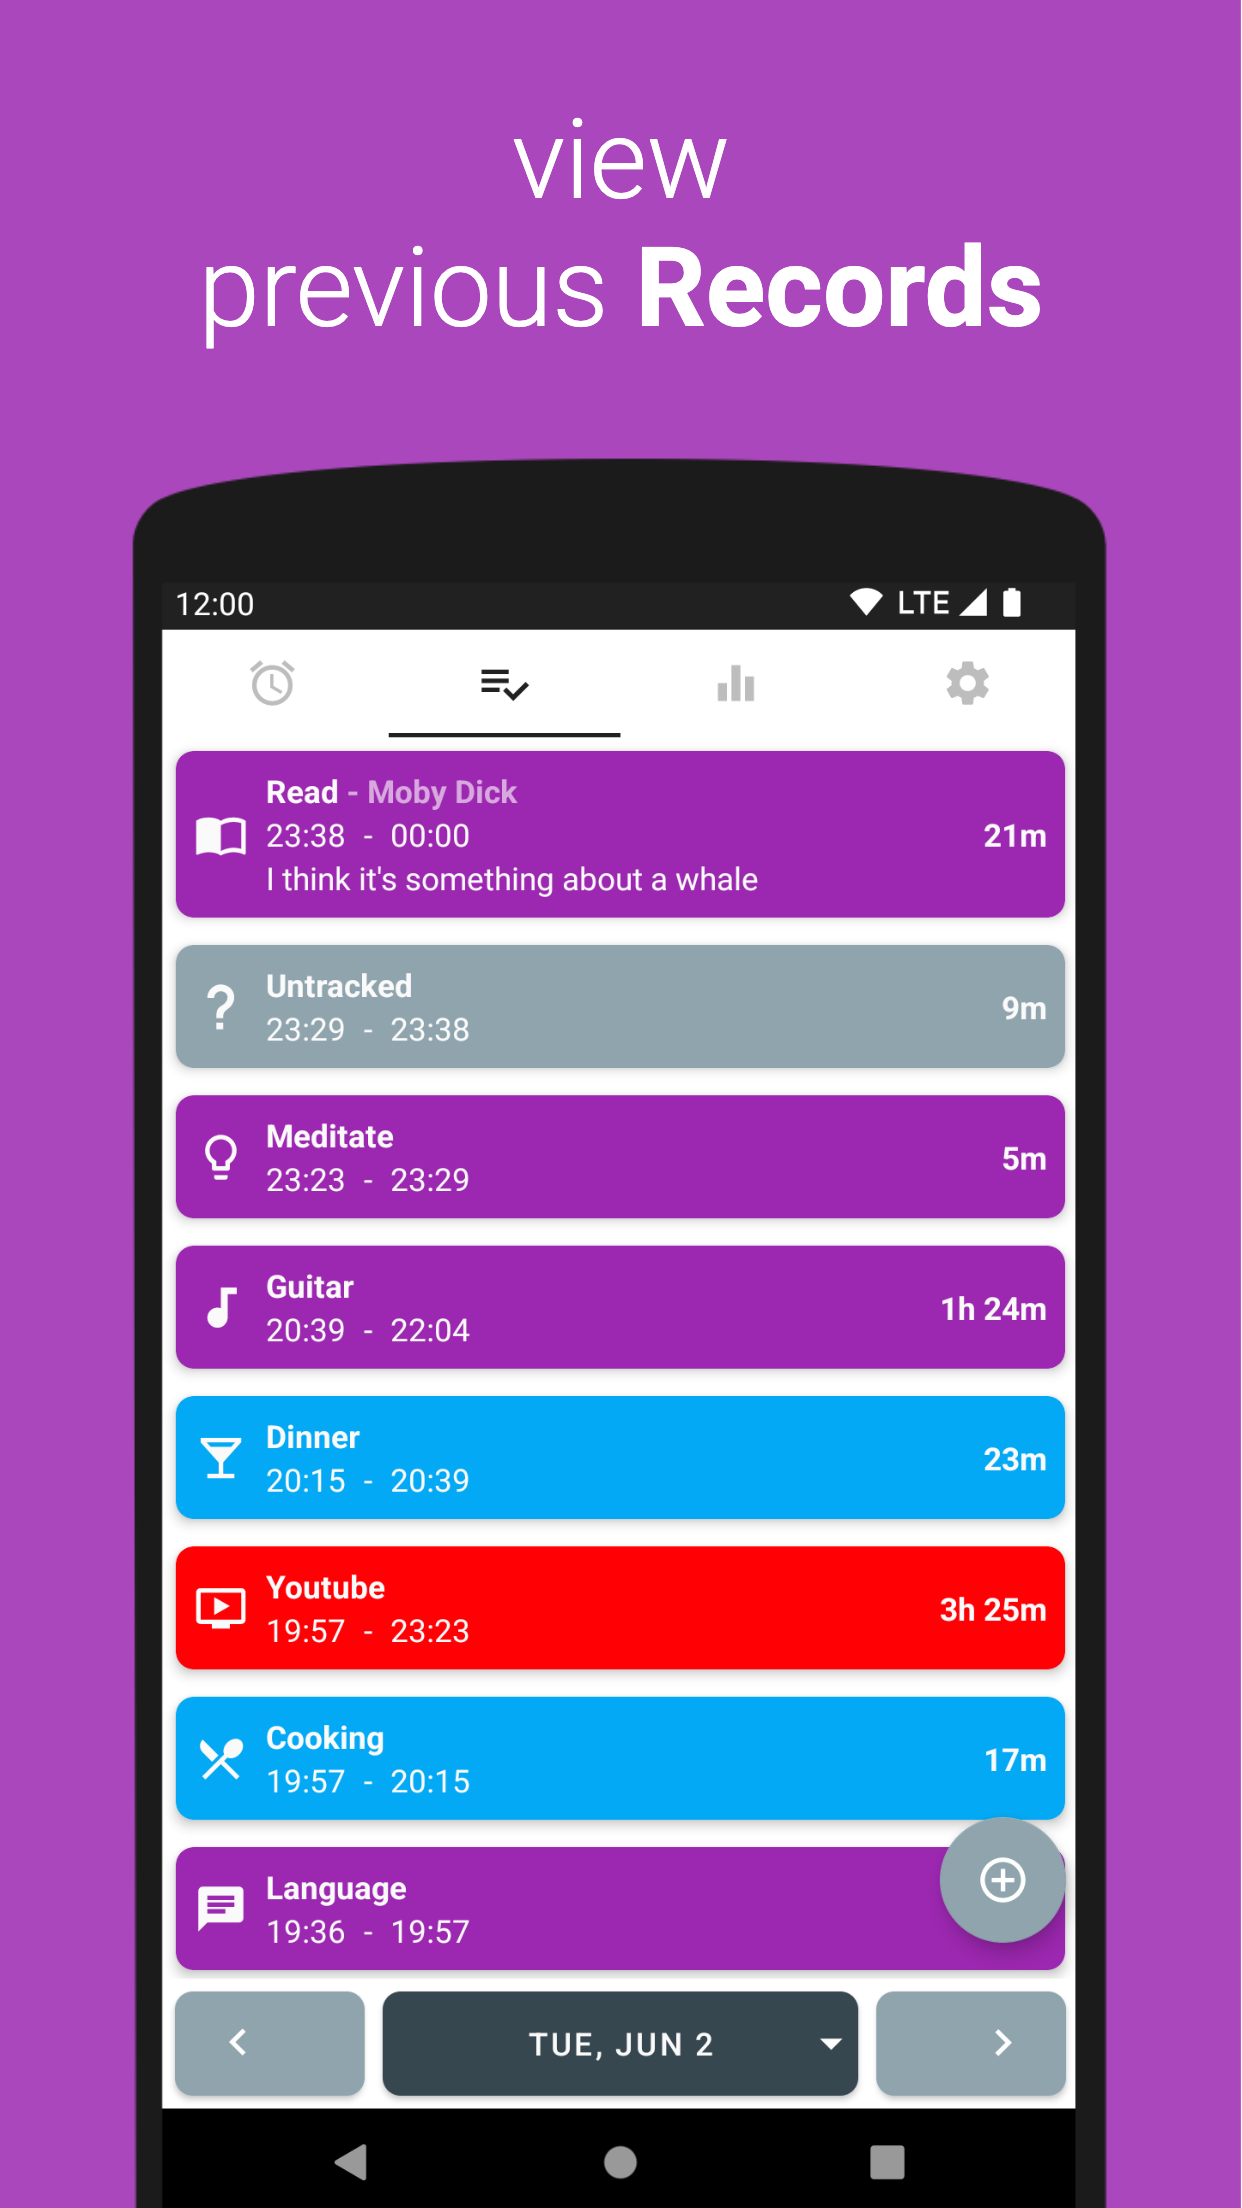 view
previous Records
12:00 LTE
Read - Moby Dick
23:38 - 00:00
21m
I think it's something about a whale
Untracked
23:29 - 23:38
9m
Meditate
23:23 - 23:29
5m
Guitar
20:39 - 22:04
1h 24m
Dinner
20:15 - 20:39
23m
Youtube
19:57 - 23:23
3h 25m
Cooking
19:57 - 20:15
17m
Language
19:36 - 19:57
TUE, JUN 2